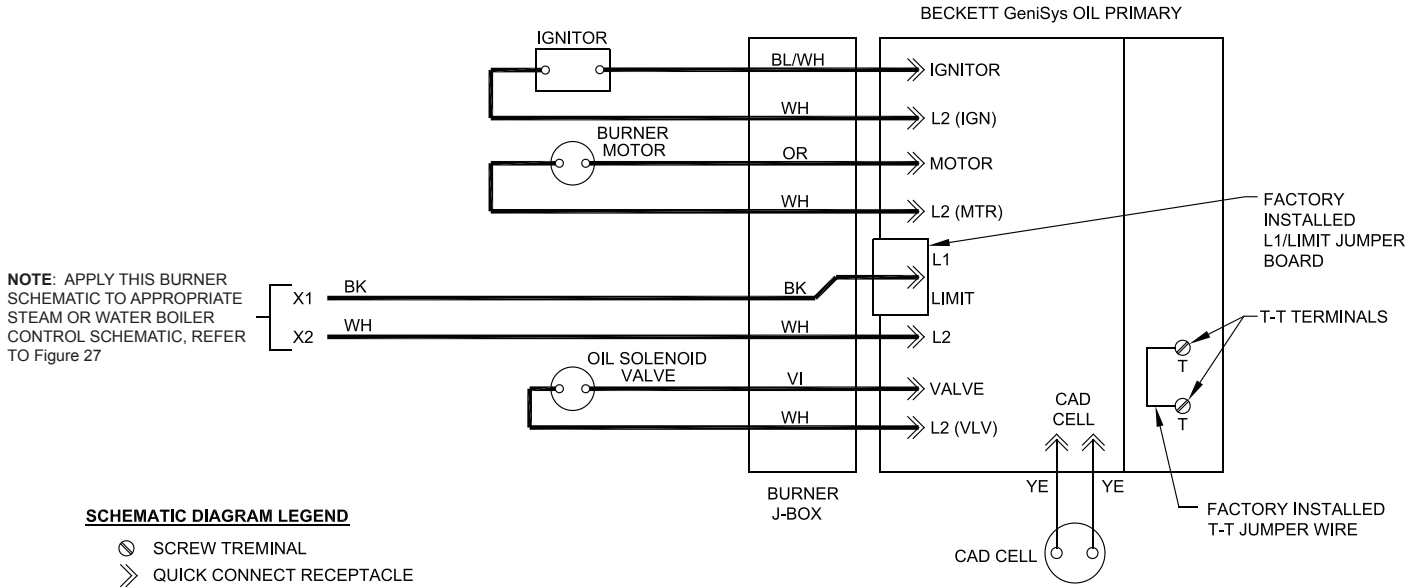 BECKETT GeniSys OIL PRIMARY
IGNITOR
BL/WH
IGNITOR
WH
L2 (IGN)
BURNER
MOTOR
OR
MOTOR
WH
L2 (MTR)
FACTORY
INSTALLED
L1/LIMIT JUMPER
BOARD
L1
NOTE: APPLY THIS BURNER
SCHEMATIC TO APPROPRIATE
STEAM OR WATER BOILER
CONTROL SCHEMATIC, REFER
TO Figure 27
X1
BK
BK
LIMIT
X2
WH
WH
L2
T-T TERMINALS
OIL SOLENOID
VALVE
VI
VALVE
WH
L2 (VLV)
T
T
CAD
CELL
YE
YE
BURNER
J-BOX
FACTORY INSTALLED
T-T JUMPER WIRE
CAD CELL
SCHEMATIC DIAGRAM LEGEND
SCREW TREMINAL
QUICK CONNECT RECEPTACLE